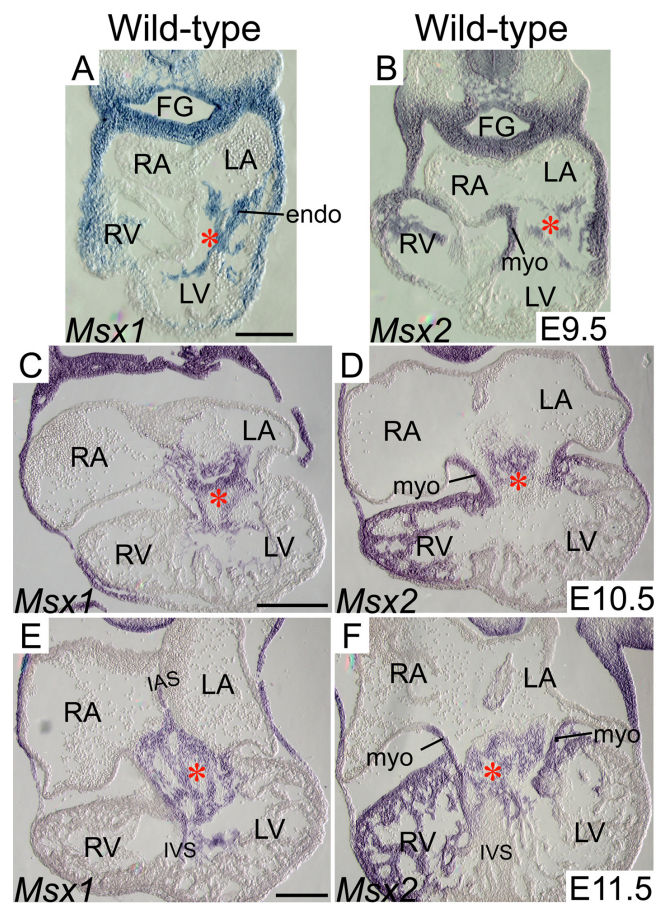 Wild-type Wild-type
A B
FG FG
RA LA RA LA
endo
RV * RV * myo
LV LV
Msx1 Msx2 E9.5
C D
LA LA
RA RA
* myo *
RV LV RV LV
Msx1 Msx2 E10.5
E F
IAS LA RA LA
RA
myo myo
* *
RV LV RV LV
IVS IVS
Msx1 Msx2 E11.5